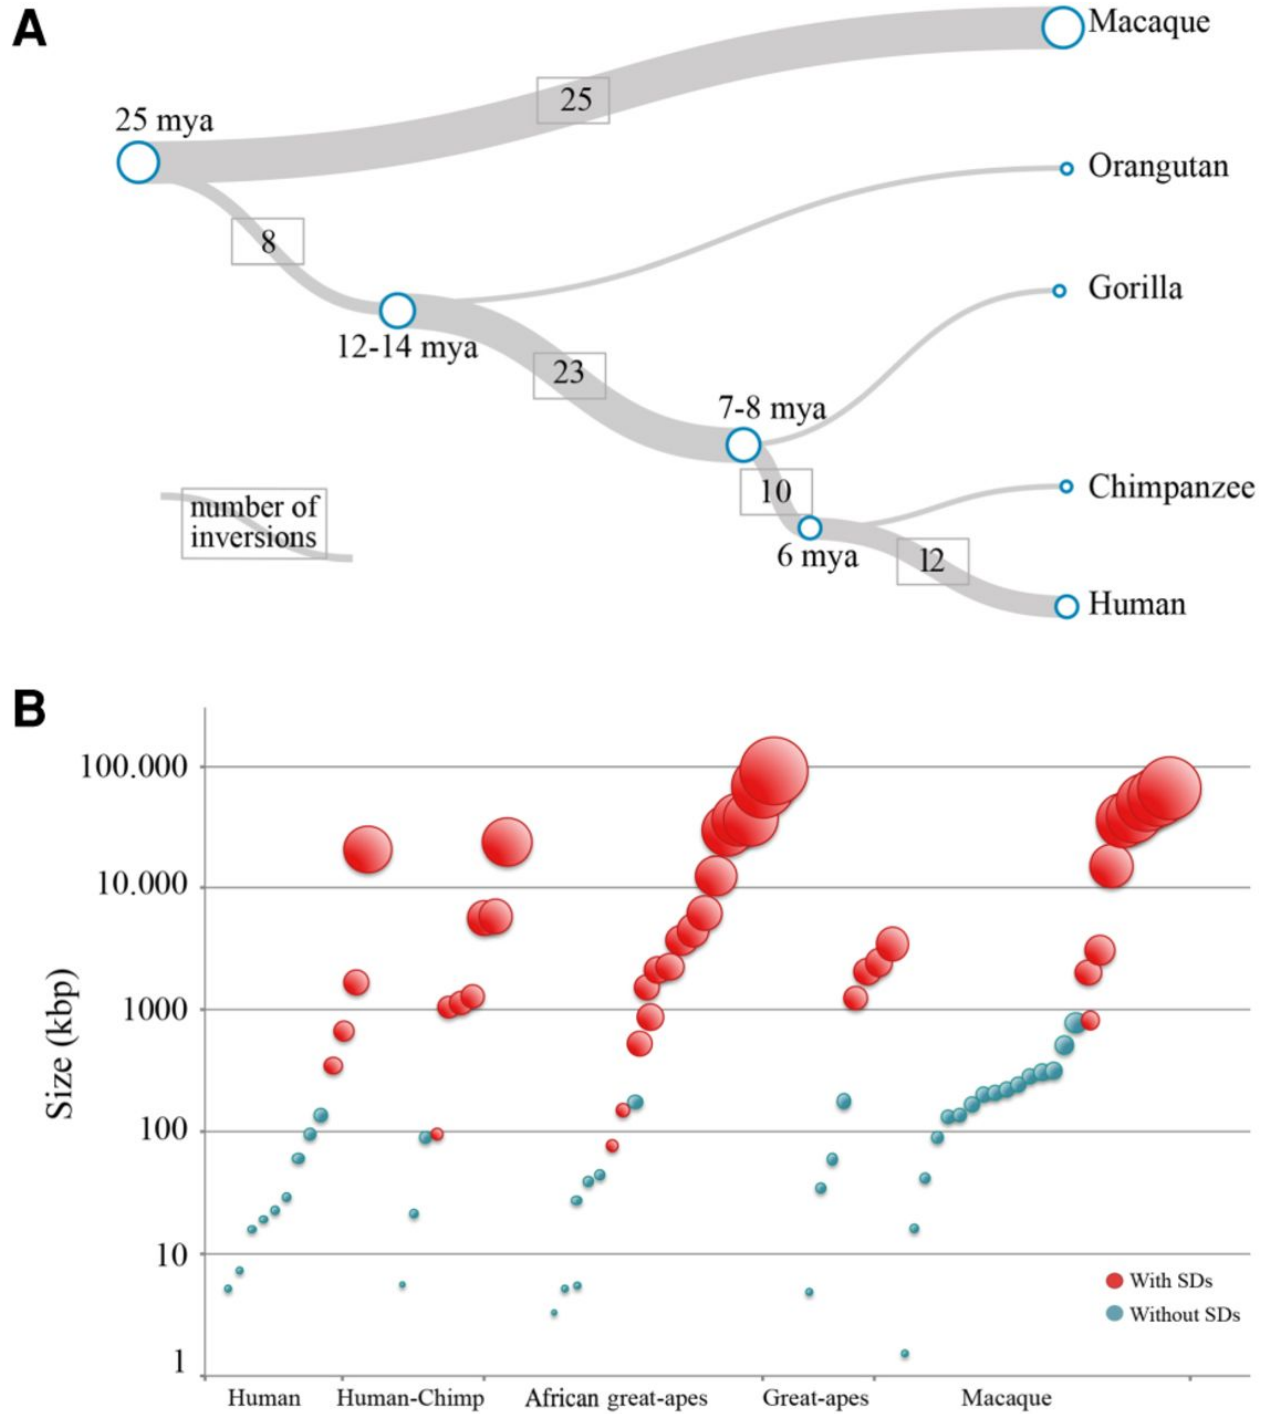 A
Macaque
25
25 mya
Orangutan
8
Gorilla
12-14 mya
23
7-8 mya
10
Chimpanzee
number of
inversions
6 mya
12
Human
B
100.000
10.000
1000
Size (kbp)
100
10
With SDs
Without SDs
1
Human Human-Chimp African great-apes Great-apes Macaque